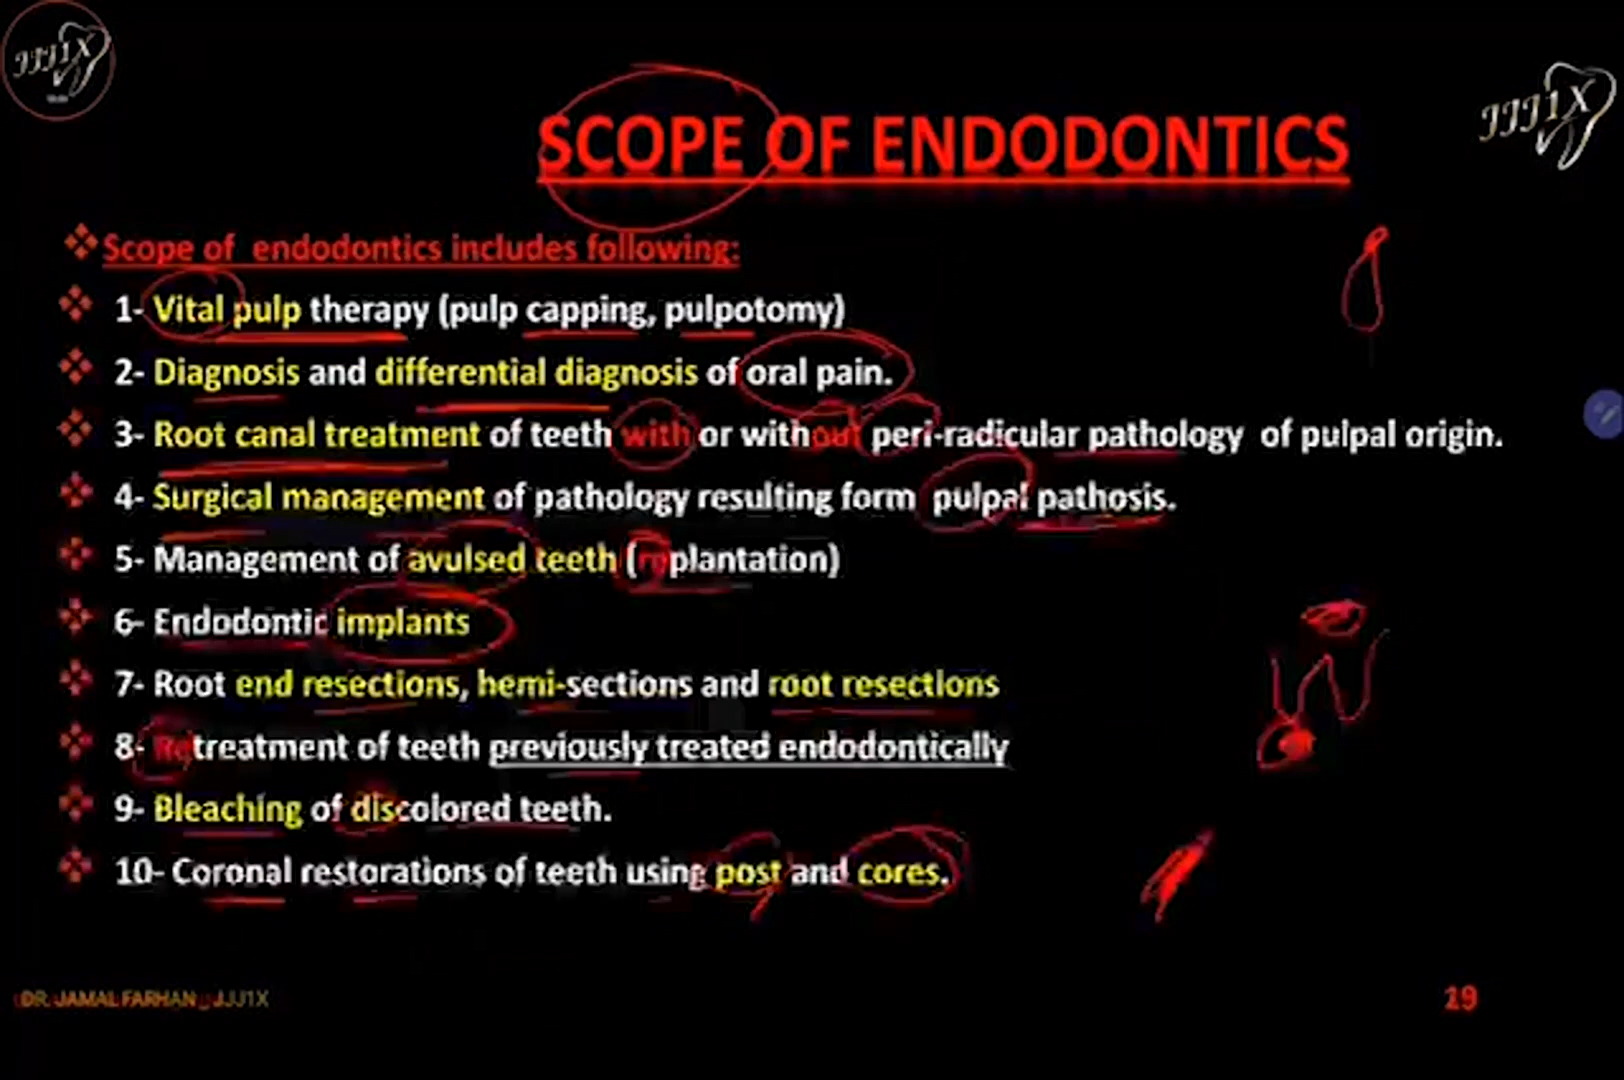 JJJ1X
SCOPE OF ENDODONTICS
JJJ1X
Scope of endodontics includes following:
1- Vital pulp therapy (pulp capping, pulpotomy)
2- Diagnosis and differential diagnosis of oral pain.
3- Root canal treatment of teeth with or without peri-radicular pathology of pulpal origin.
4- Surgical management of pathology resulting form pulpal pathosis.
5- Management of avulsed teeth (replantation)
6- Endodontic implants
7- Root end resections, hemi-sections and root resections
8- Retreatment of teeth previously treated endodontically
9- Bleaching of discolored teeth.
10- Coronal restorations of teeth using post and cores.
DR. JAMAL FARHAN JJJ1X
19